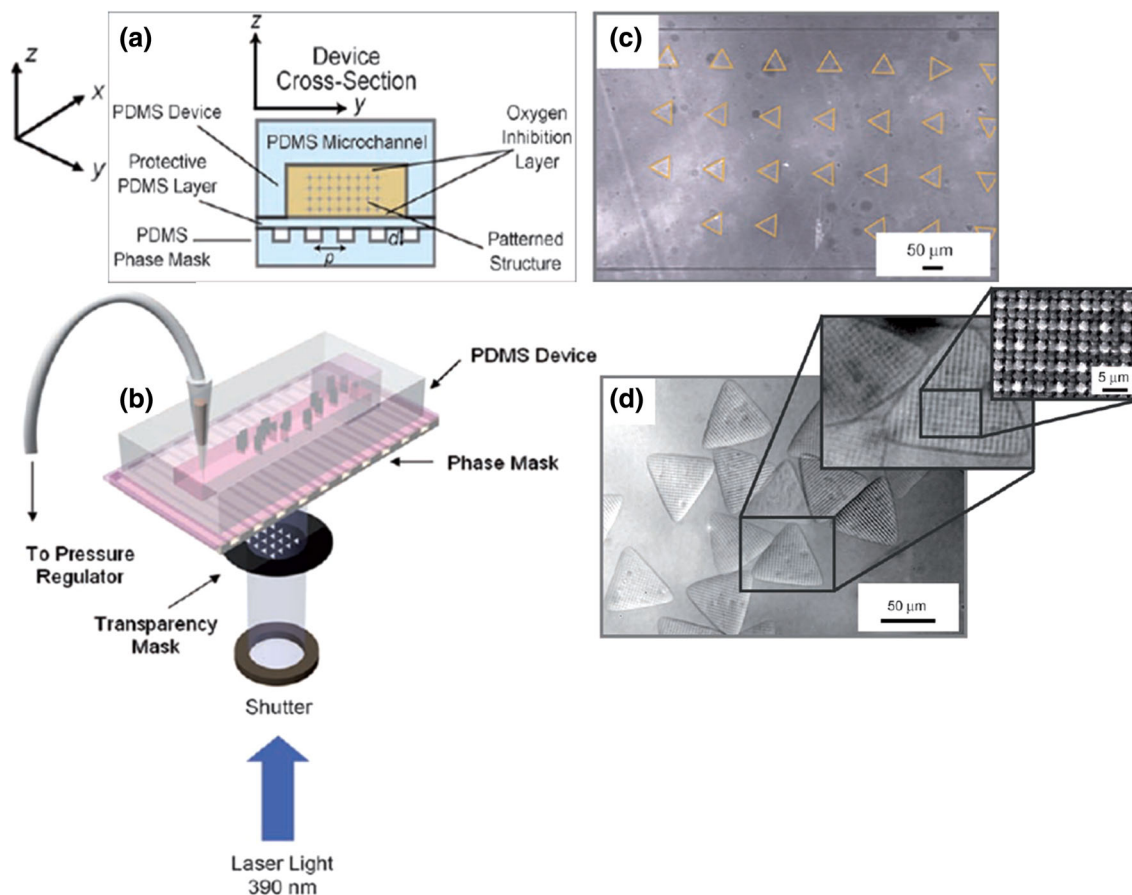 (a)
z
x
y
z
Device
Cross-Section
y
PDMS Device
PDMS Microchannel
Oxygen
Inhibition
Layer
Protective
PDMS Layer
PDMS
Phase Mask
d
p
Patterned
Structure
(c)
50 μm
(b)
PDMS Device
Phase Mask
To Pressure
Regulator
Transparency
Mask
Shutter
Laser Light
390 nm
(d)
5 μm
50 μm